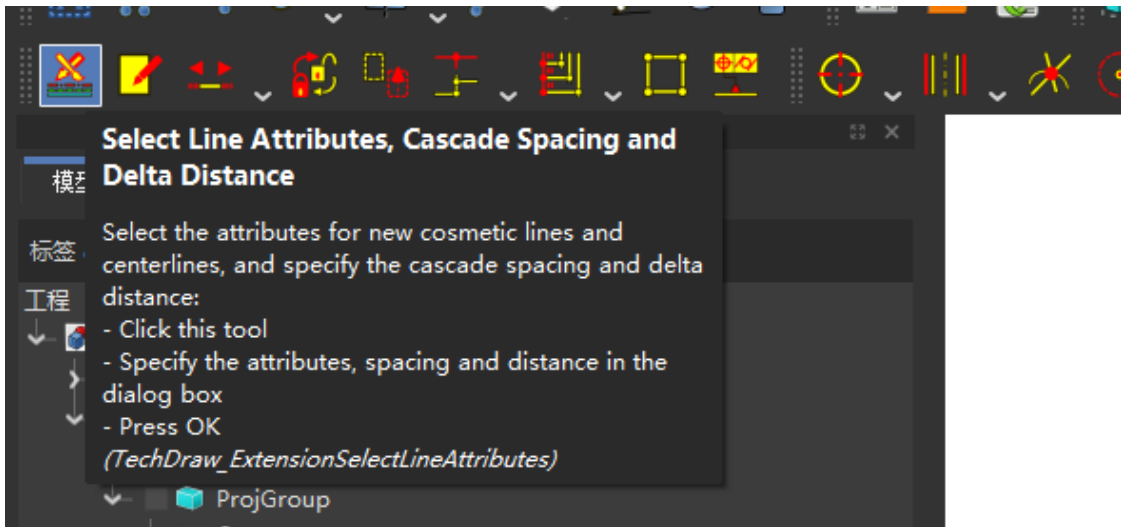 Select Line Attributes, Cascade Spacing and
Delta Distance
模型
Select the attributes for new cosmetic lines and
标签
centerlines, and specify the cascade spacing and delta
工程
distance:
- Click this tool
- Specify the attributes, spacing and distance in the
dialog box
- Press OK
(TechDraw_ExtensionSelectLineAttributes)
ProjGroup